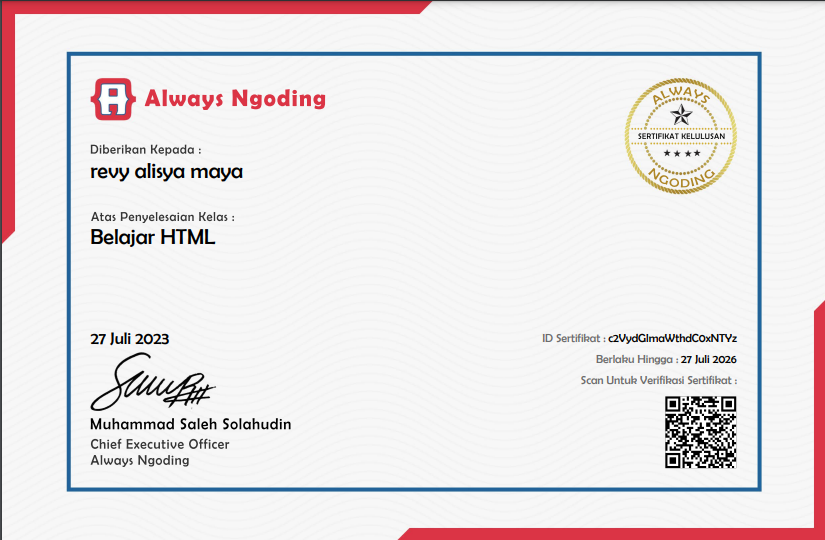 Always Ngoding
ALWAYS
SERTIFIKAT KELULUSAN
NGODING
Diberikan Kepada :
revy alisya maya
Atas Penyelesaian Kelas :
Belajar HTML
27 Juli 2023
Muhammad Saleh Solahudin
Chief Executive Officer
Always Ngoding
ID Sertifikat : c2VydGlmaWthdC0xNTYz
Berlaku Hingga : 27 Juli 2026
Scan Untuk Verifikasi Sertifikat :